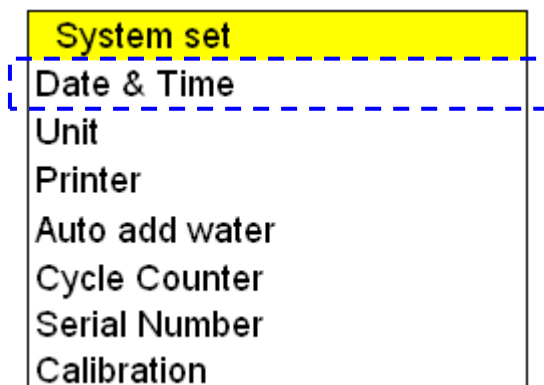 System set
Date & Time
Unit
Printer
Auto add water
Cycle Counter
Serial Number
Calibration